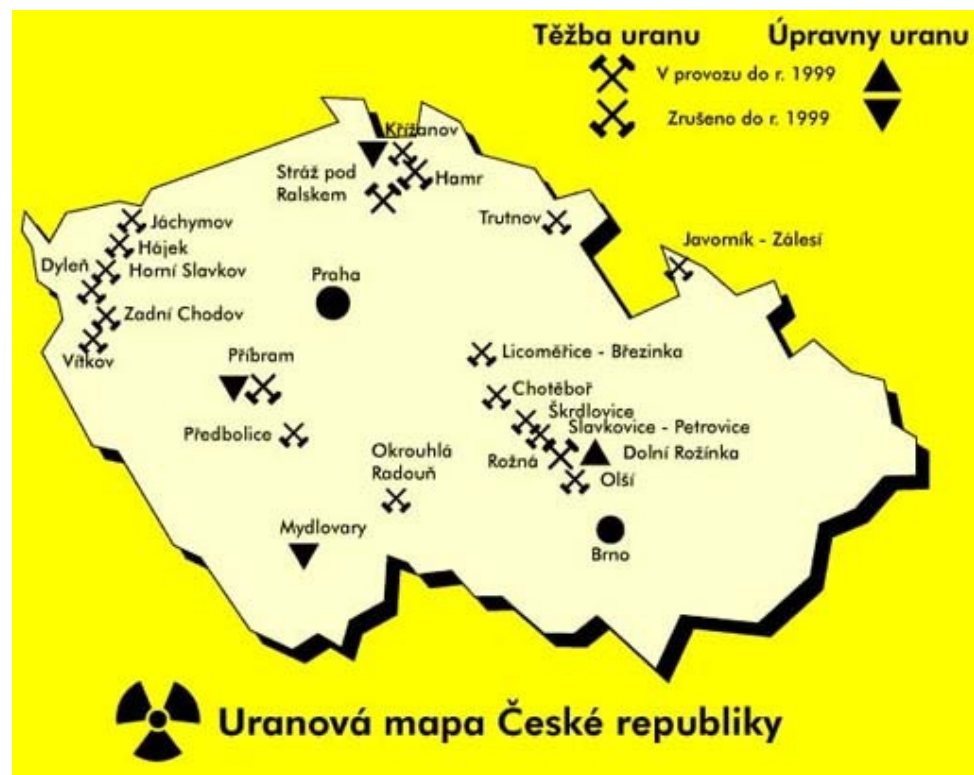 Těžba uranu
Úpravny uranu
V provozu do r. 1999
Zrušeno do r. 1999
Křížanov
Stráž pod
Ralskem
Hamr
Trutnov
Jáchymov
Hájek
Dyleň
Horní Slavkov
Javorník - Zálesí
Praha
Zadní Chodov
Vítkov
Příbram
Licoměřice - Březinka
Chotěboř
Škrdlovice
Slavkovice - Petrovice
Předbolice
Rožná
Dolní Rožínka
Okrouhlá
Radouň
Olší
Mydlovary
Brno
Uranová mapa České republiky